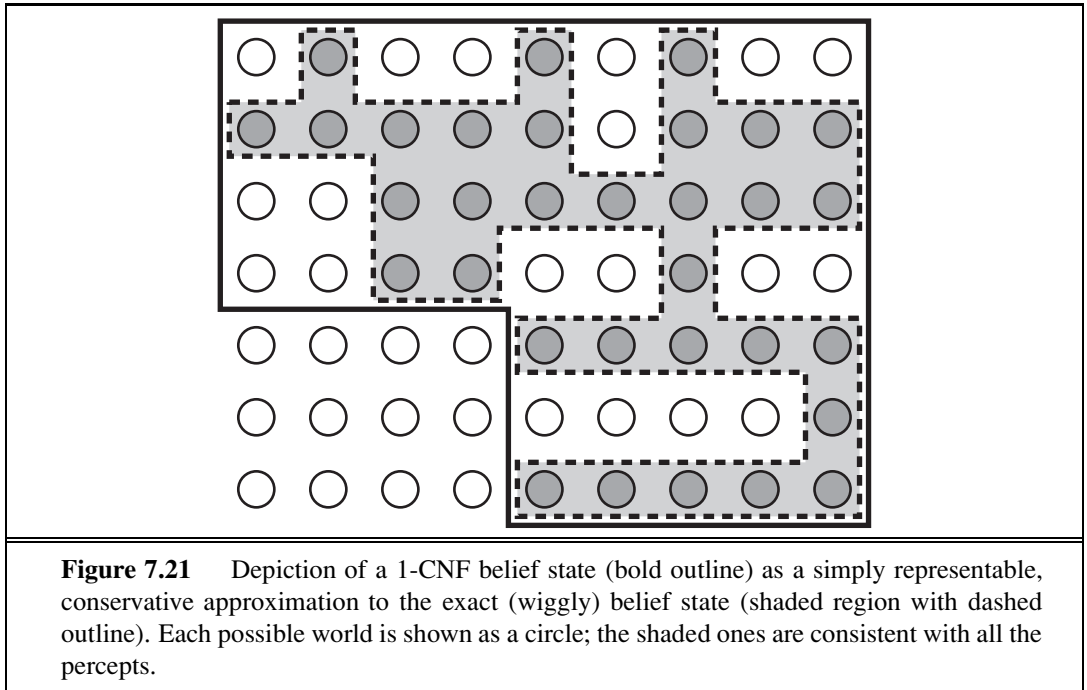 Figure 7.21 Depiction of a 1-CNF belief state (bold outline) as a simply representable,
conservative approximation to the exact (wiggly) belief state (shaded region with dashed
outline). Each possible world is shown as a circle; the shaded ones are consistent with all the
percepts.